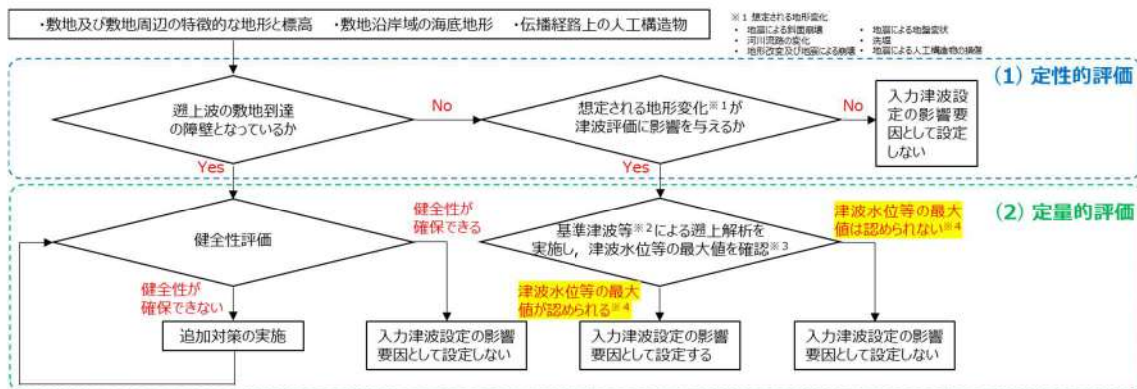 ・敷地及び敷地周辺の特徴的な地形と標高　・敷地沿岸域の海底地形　・伝播経路上の人工構造物
※1 想定される地形変化
・ 地震による斜面崩壊　・ 地震による地盤変状
・ 河川流路の変化　・ 洗掘
・ 地形改変及び地震による崩壊　・ 地震による人工構造物の損傷
(1) 定性的評価
遡上波の敷地到達
の障壁となっているか
No
想定される地形変化※1が
津波評価に影響を与えるか
No
入力津波設
定の影響要
因として設定
しない
Yes
Yes
(2) 定量的評価
健全性評価
健全性が
確保できる
基準津波等※2による遡上解析を
実施し，津波水位等の最大値を確認※3
津波水位等の最大
値は認められない※4
健全性が
確保できない
津波水位等の最大
値が認められる※4
追加対策の実施
入力津波設定の影響
要因として設定しない
入力津波設定の影響
要因として設定する
入力津波設定の影響
要因として設定しない